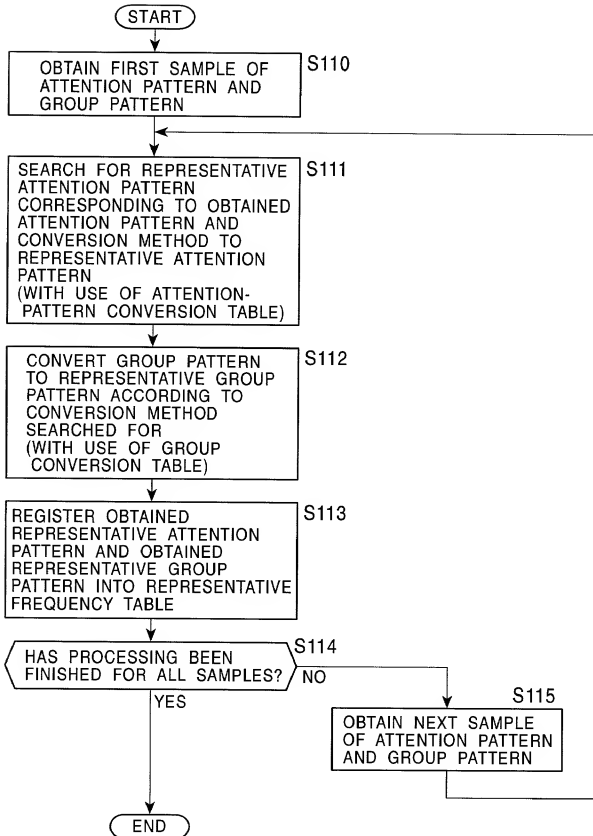 START
OBTAIN FIRST SAMPLE OF
ATTENTION PATTERN AND
GROUP PATTERN
S110
SEARCH FOR REPRESENTATIVE
ATTENTION PATTERN
CORRESPONDING TO OBTAINED
ATTENTION PATTERN AND
CONVERSION METHOD TO
REPRESENTATIVE ATTENTION
PATTERN
(WITH USE OF ATTENTION-
PATTERN CONVERSION TABLE)
S111
CONVERT GROUP PATTERN
TO REPRESENTATIVE GROUP
PATTERN ACCORDING TO
CONVERSION METHOD
SEARCHED FOR
(WITH USE OF GROUP
CONVERSION TABLE)
S112
REGISTER OBTAINED
REPRESENTATIVE ATTENTION
PATTERN AND OBTAINED
REPRESENTATIVE GROUP
PATTERN INTO REPRESENTATIVE
FREQUENCY TABLE
S113
HAS PROCESSING BEEN
FINISHED FOR ALL SAMPLES?
S114
NO
YES
S115
OBTAIN NEXT SAMPLE
OF ATTENTION PATTERN
AND GROUP PATTERN
END